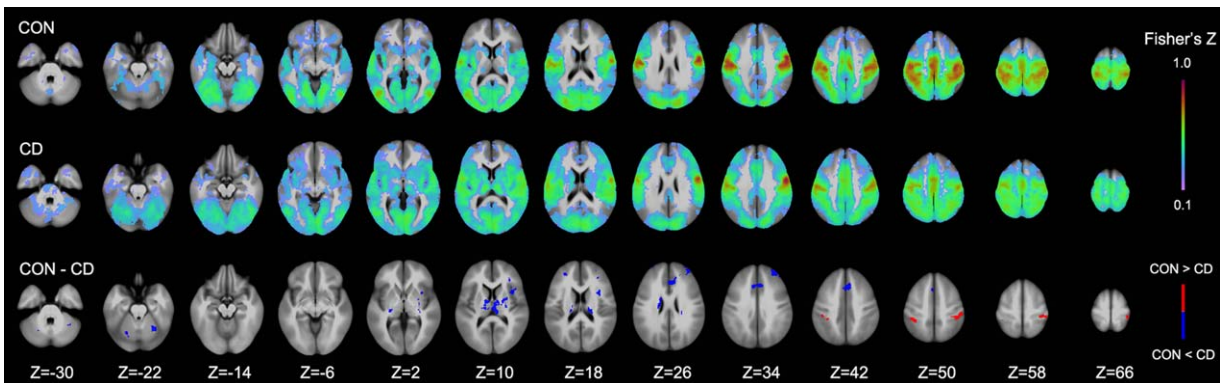 CON
Fisher's Z
1.0
CD
0.1
CON - CD
CON > CD
CON < CD
Z=-30 Z=-22 Z=-14 Z=-6 Z=2 Z=10 Z=18 Z=26 Z=34 Z=42 Z=50 Z=58 Z=66